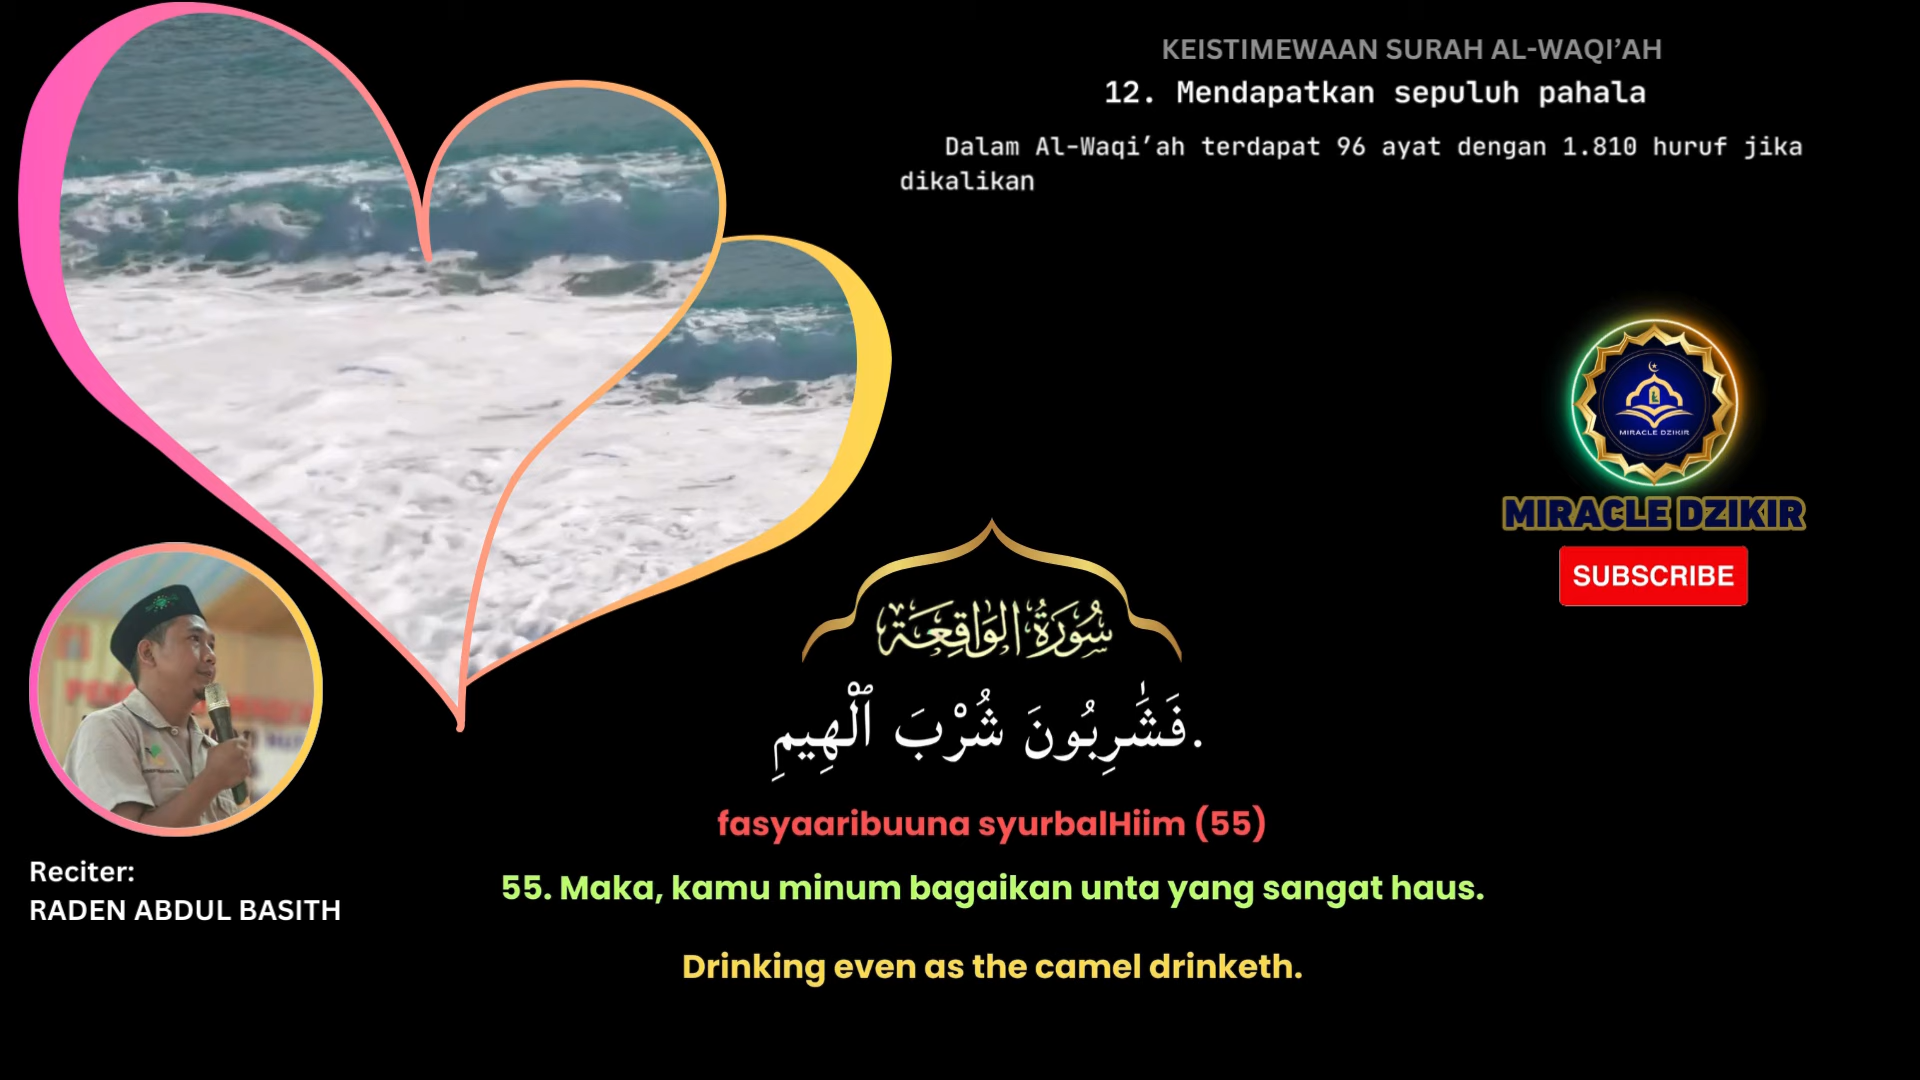 KEISTIMEWAAN SURAH AL-WAQI’AH
12. Mendapatkan sepuluh pahala
Dalam Al-Waqi’ah terdapat 96 ayat dengan 1.810 huruf jika
dikalikan
MIRACLE DZIKIR
MIRACLE DZIKIR
SUBSCRIBE
سُورَةُ الوَاقِعَة
فَشَٰرِبُونَ شُرْبَ ٱلْهِيمِ.
fasyaaribuuna syurbalHiim (55)
55. Maka, kamu minum bagaikan unta yang sangat haus.
Drinking even as the camel drinketh.
Reciter:
RADEN ABDUL BASITH